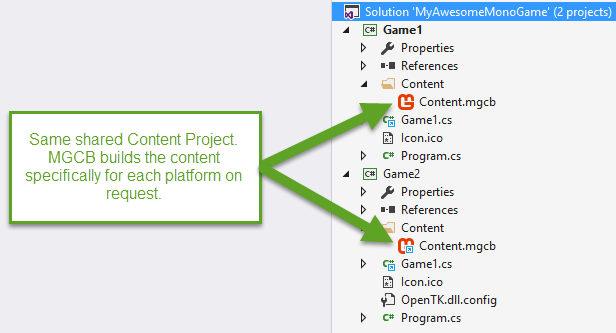 Solution 'MyAwesomeMonoGame' (2 projects)
Game1
Properties
References
Content
Content.mgcb
Game1.cs
Icon.ico
Program.cs
Game2
Properties
References
Content
Content.mgcb
Game1.cs
Icon.ico
OpenTK.dll.config
Program.cs
Same shared Content Project.
MGCB builds the content
specifically for each platform on
request.